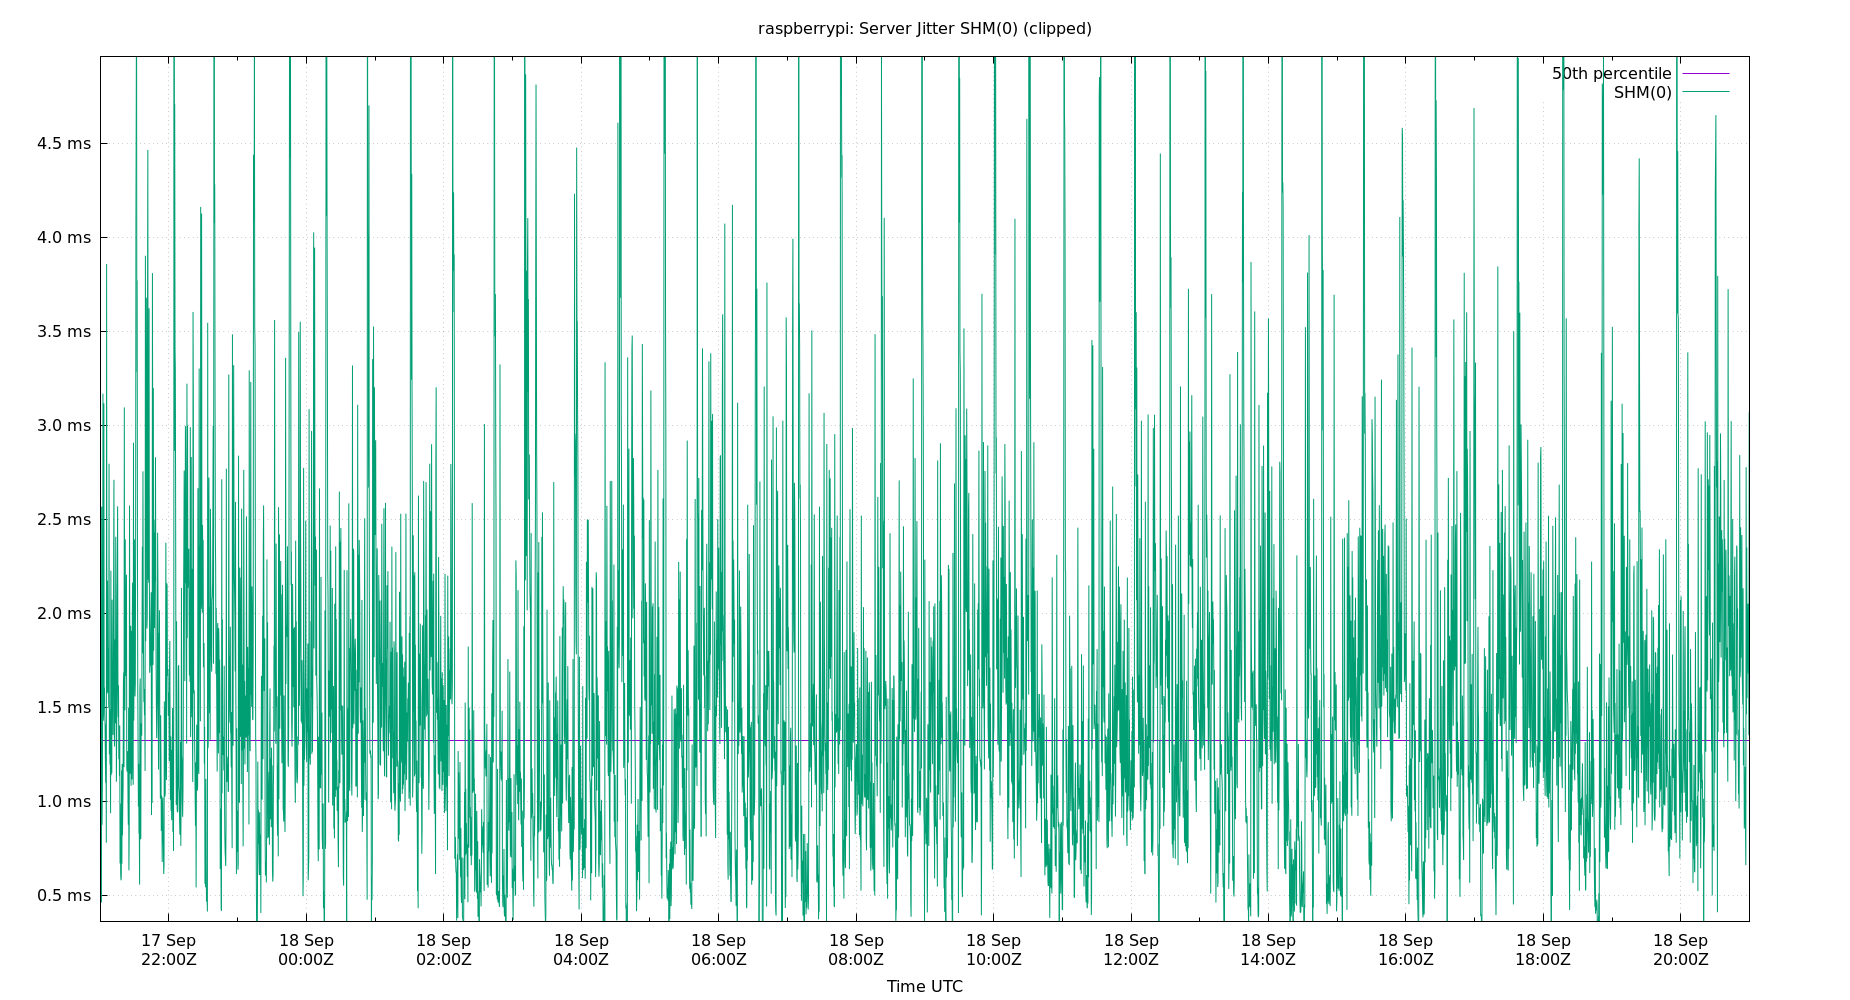 raspberrypi: Server Jitter SHM(0) (clipped)
50th percentile
SHM(0)
4.5 ms
4.0 ms
3.5 ms
3.0 ms
2.5 ms
2.0 ms
1.5 ms
1.0 ms
0.5 ms
17 Sep 18 Sep 18 Sep 18 Sep 18 Sep 18 Sep 18 Sep 18 Sep 18 Sep 18 Sep 18 Sep 18 Sep
22:00Z 00:00Z 02:00Z 04:00Z 06:00Z 08:00Z 10:00Z 12:00Z 14:00Z 16:00Z 18:00Z 20:00Z
Time UTC